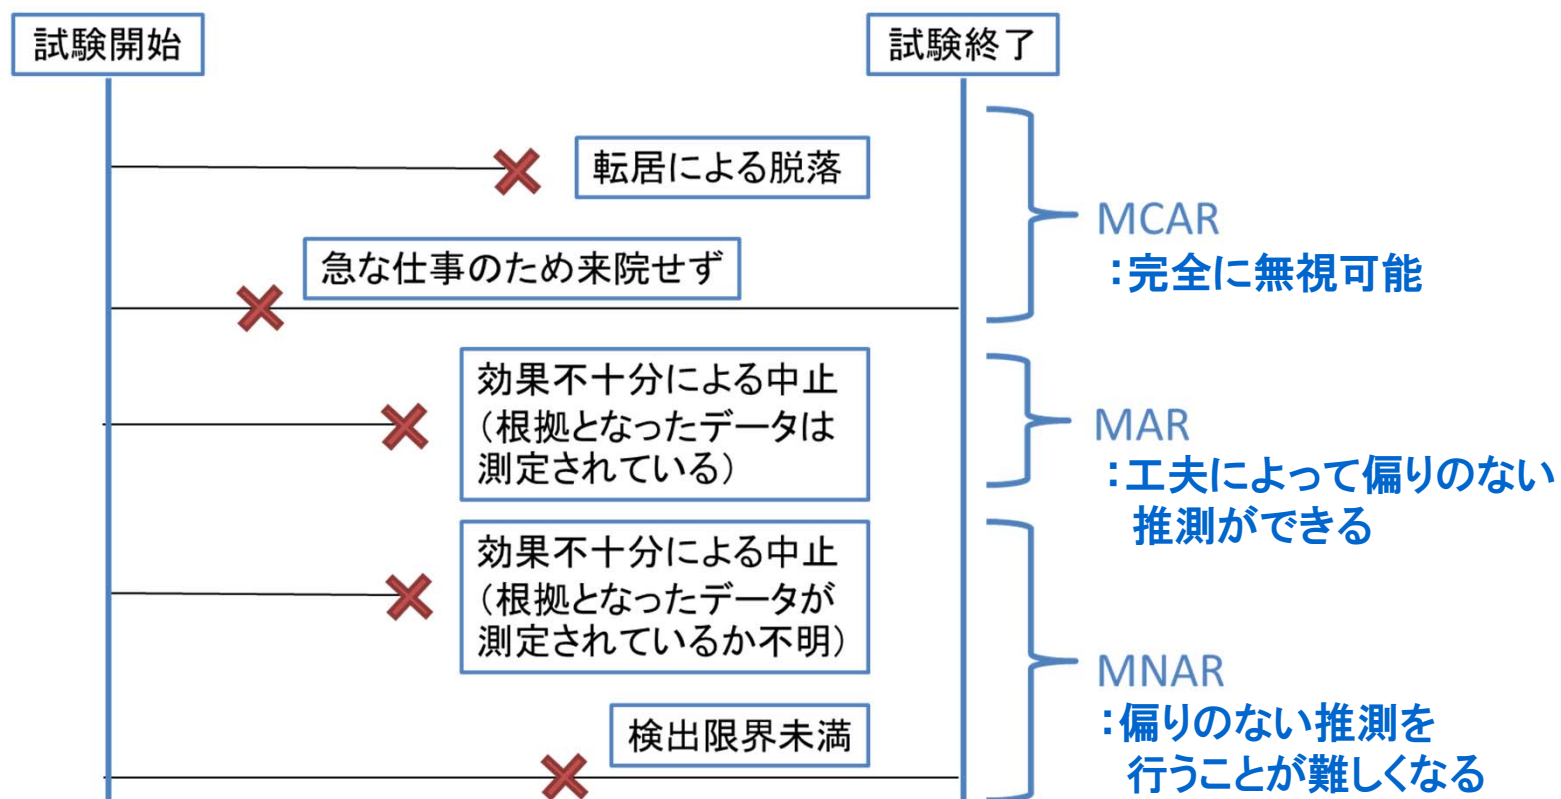 試験開始
試験終了
転居による脱落
急な仕事のため来院せず
MCAR
：完全に無視可能
効果不十分による中止
（根拠となったデータは
測定されている）
MAR
：工夫によって偏りのない
推測ができる
効果不十分による中止
（根拠となったデータが
測定されているか不明）
検出限界未満
MNAR
：偏りのない推測を
行うことが難しくなる